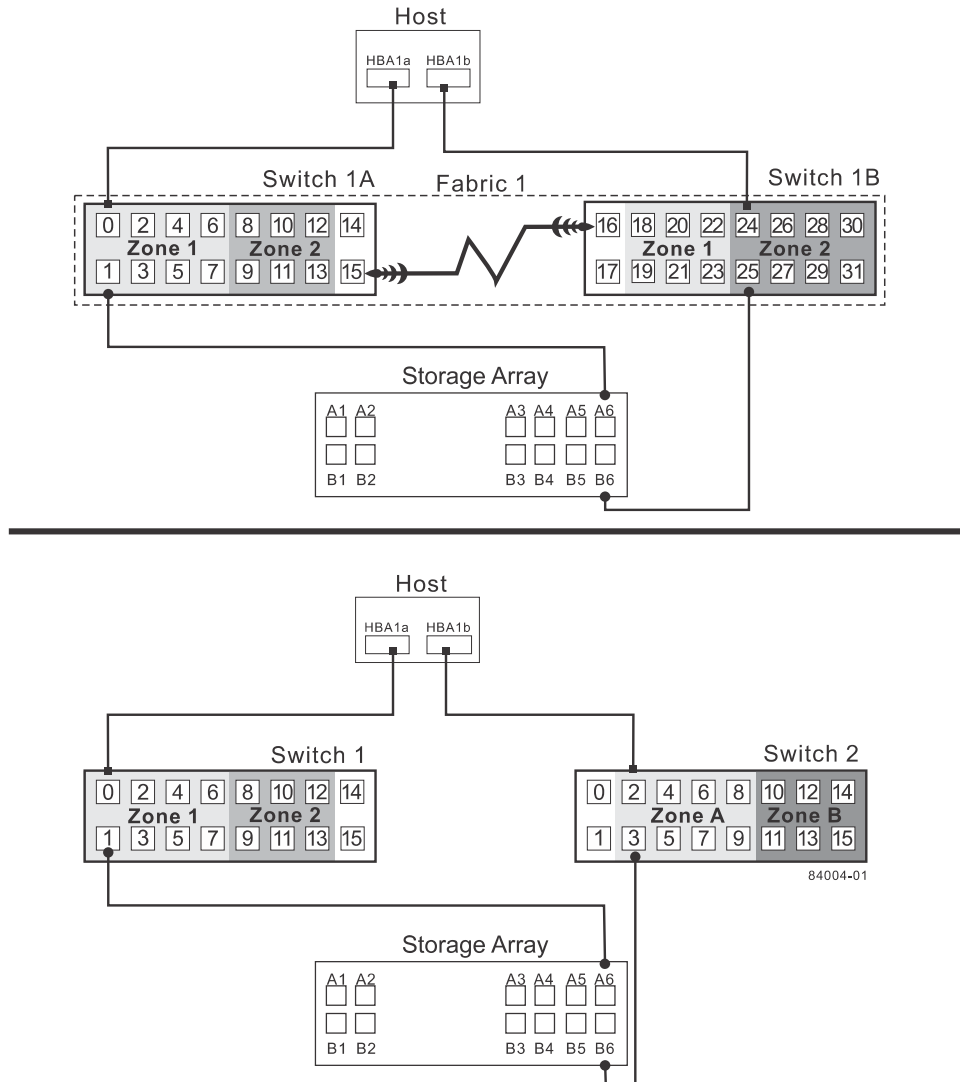 Host
HBA1a HBA1b
Switch 1A Fabric 1 Switch 1B
0 2 4 6 8 10 12 14 16 18 20 22 24 26 28 30
Zone 1 Zone 2 Zone 1 Zone 2
1 3 5 7 9 11 13 15 17 19 21 23 25 27 29 31
Storage Array
A1 A2 A3 A4 A5 A6
B1 B2 B3 B4 B5 B6
Host
HBA1a HBA1b
Switch 1 Switch 2
0 2 4 6 8 10 12 14 0 2 4 6 8 10 12 14
Zone 1 Zone 2 Zone A Zone B
1 3 5 7 9 11 13 15 1 3 5 7 9 11 13 15
84004-01
Storage Array
A1 A2 A3 A4 A5 A6
B1 B2 B3 B4 B5 B6